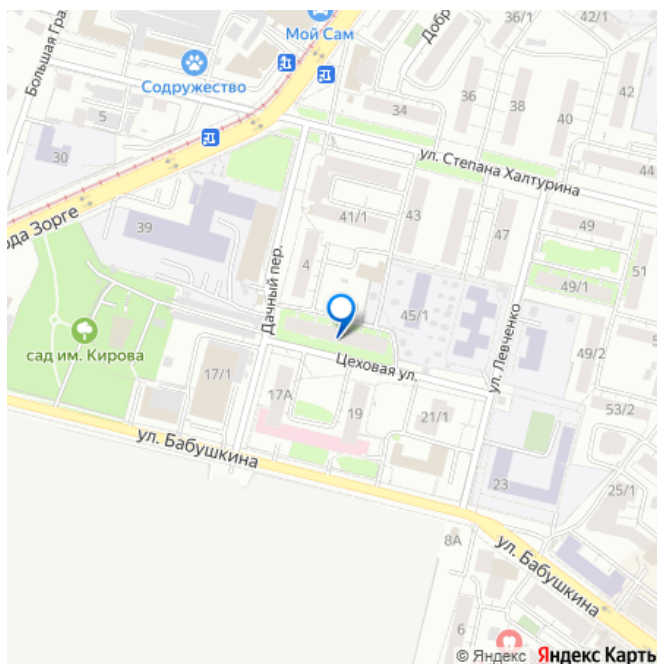 Мой Сам
Добр
36/1
42/1
Большая Гра
Содружество
42
36
34
38
5
40
30
ул. Степана Халтурина
44
ода Зорге
39
41/1
43
49
47
51
4
49/1
Дачный пер.
45/1
сад им. Кирова
ул. Левченко
49/2
Цеховая ул.
17/1
17А
19
21/1
53/2
ул. Бабушкина
23
25/1
8А
ул. Бабушкина
6
© Яндекс Яндекс Карть